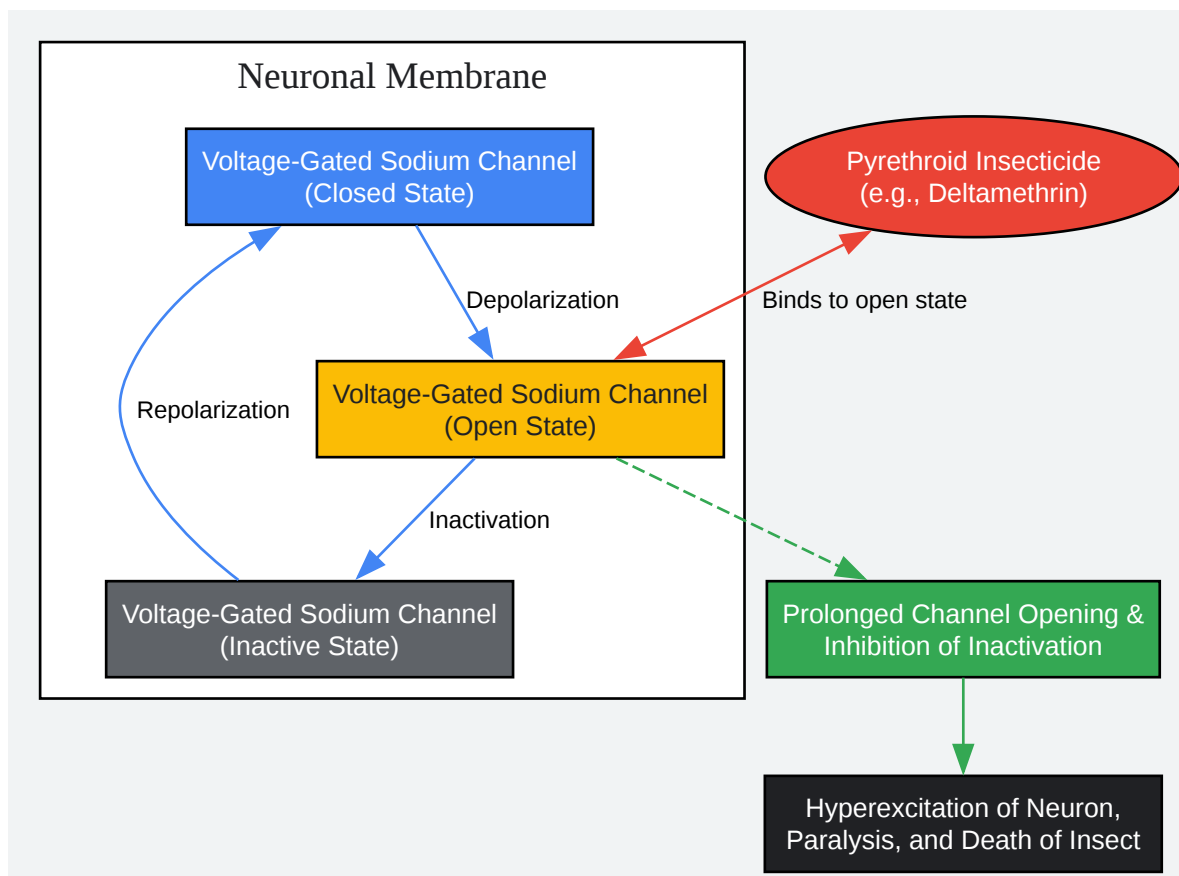 Neuronal Membrane
Voltage-Gated Sodium Channel
(Closed State)
Pyrethroid Insecticide
(e.g., Deltamethrin)
Depolarization
Binds to open state
Voltage-Gated Sodium Channel
(Open State)
Repolarization
Inactivation
Voltage-Gated Sodium Channel
(Inactive State)
Prolonged Channel Opening &
Inhibition of Inactivation
Hyperexcitation of Neuron,
Paralysis, and Death of Insect